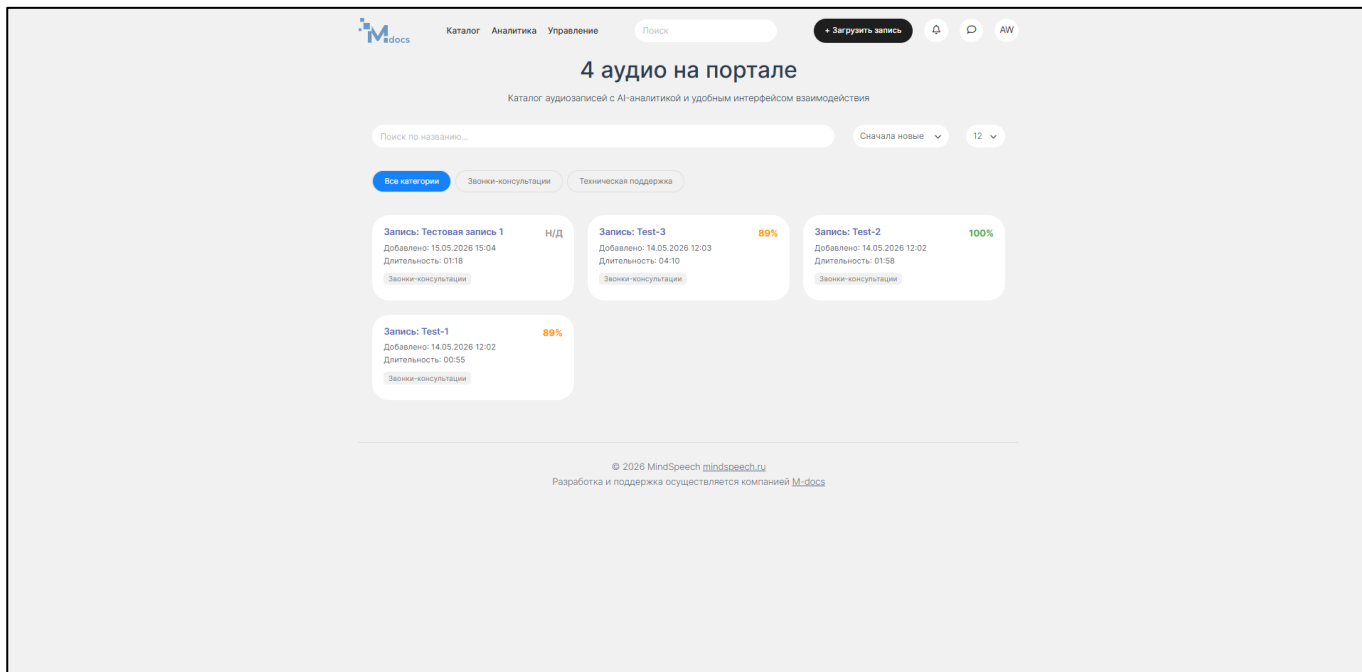 Mdocs Каталог Аналитика Управление Поиск + Загрузить запись AW
4 аудио на портале
Каталог аудиозаписей с AI-аналитикой и удобным интерфейсом взаимодействия
Поиск по названию... Сначала новые 12
Все категории Звонки-консультации Техническая поддержка
Запись: Тестовая запись 1 Н/Д
Добавлено: 15.05.2026 15:04
Длительность: 01:18
Звонки-консультации
Запись: Test-3 89%
Добавлено: 14.05.2026 12:03
Длительность: 04:10
Звонки-консультации
Запись: Test-2 100%
Добавлено: 14.05.2026 12:02
Длительность: 01:58
Звонки-консультации
Запись: Test-1 89%
Добавлено: 14.05.2026 12:02
Длительность: 00:55
Звонки-консультации
© 2026 MindSpeech mindspeech.ru
Разработка и поддержка осуществляется компанией M-docs